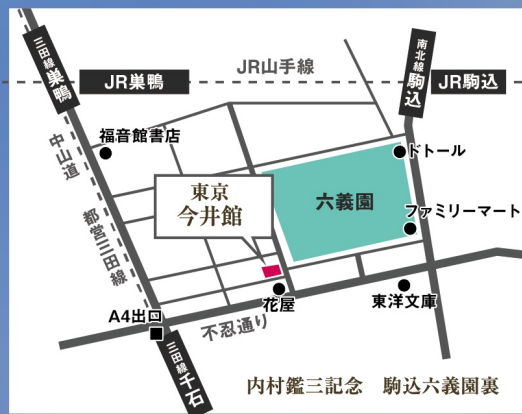 三田線巣鴨
JR巣鴨
JR山手線
南北線駒込
JR駒込
福音館書店
ドトール
中山道
都営三田線
東京
今井館
六義園
ファミリーマート
花屋
東洋文庫
A4出口
不忍通り
三田線千石
内村鑑三記念 駒込六義園裏